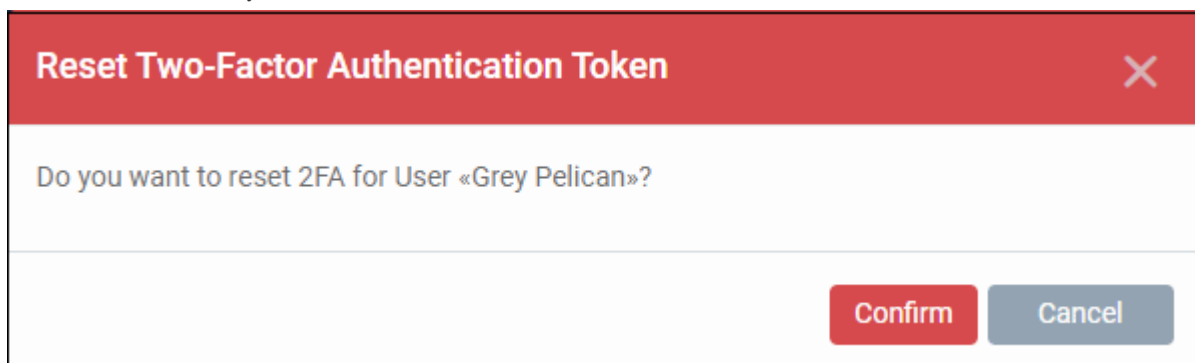 Reset Two-Factor Authentication Token
Do you want to reset 2FA for User «Grey Pelican»?
Confirm Cancel